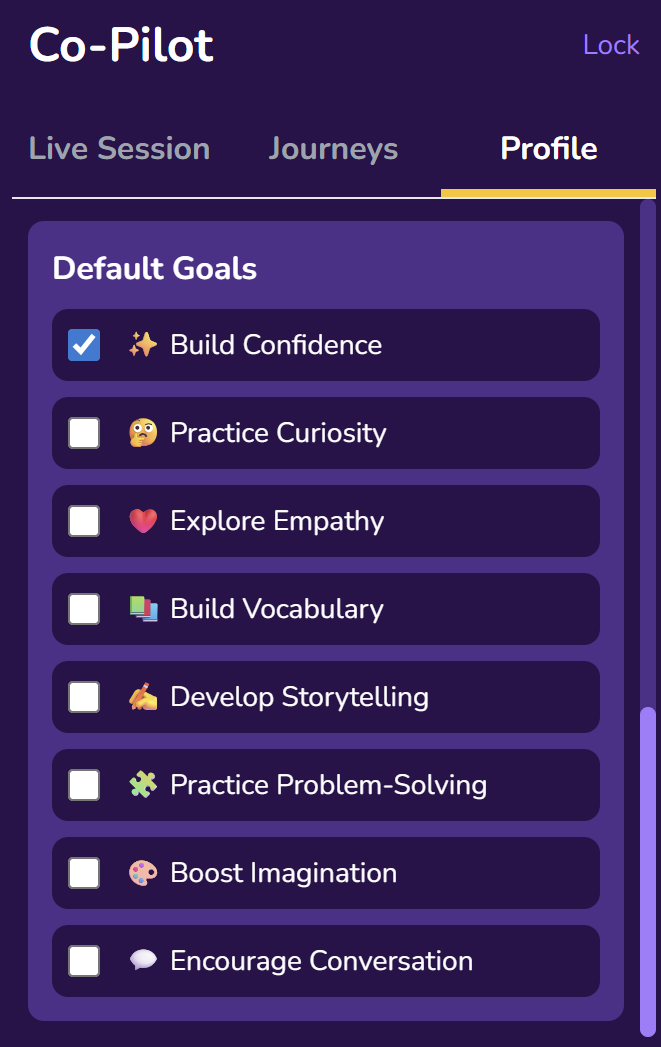 Co-Pilot
Lock
Live Session
Journeys
Profile
Default Goals
Build Confidence
Practice Curiosity
Explore Empathy
Build Vocabulary
Develop Storytelling
Practice Problem-Solving
Boost Imagination
Encourage Conversation